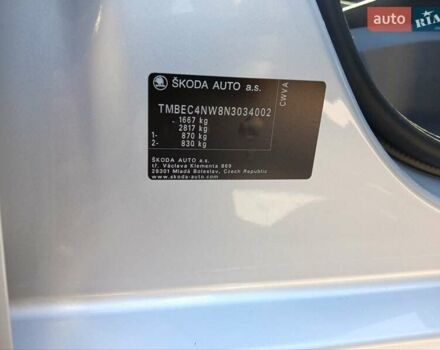 auto RIA
ŠKODA AUTO a.s.
CWVA
TMBEC4NW8N3034002
1667 kg
2817 kg
1- 870 kg
2- 830 kg
ŠKODA AUTO a.s.
tř. Václava Klementa 869
29301 Mladá Boleslav, Czech Republic
www.skoda-auto.com